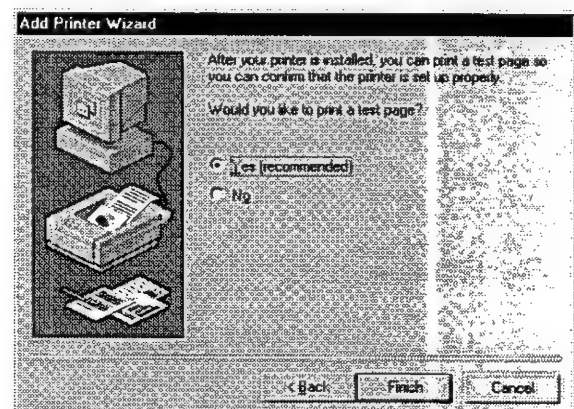 Add Printer Wizard
After your printer is installed, you can print a test page so
you can confirm that the printer is set up properly.
Would you like to print a test page?
Yes (recommended)
No
< Back Finish Cancel